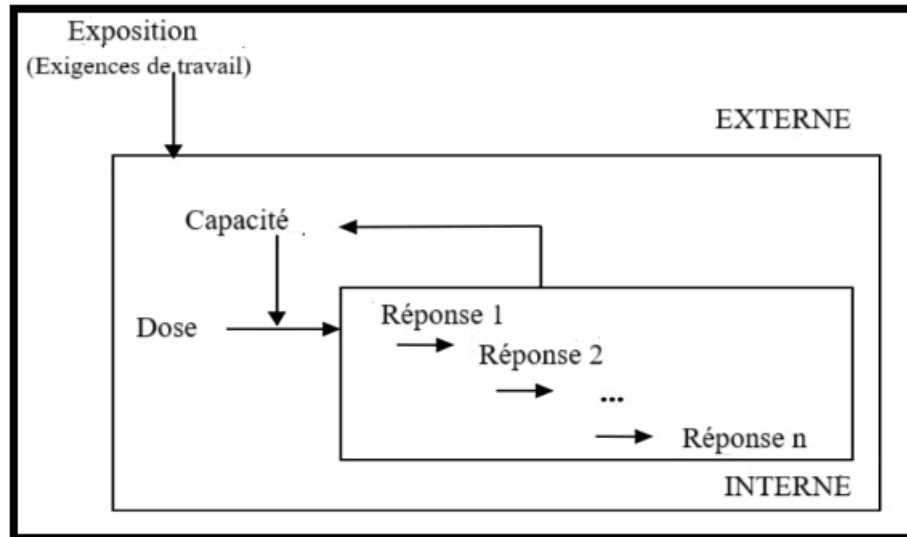 Exposition
(Exigences de travail)
EXTERNE
Capacité
Dose
Réponse 1
Réponse 2
...
Réponse n
INTERNE